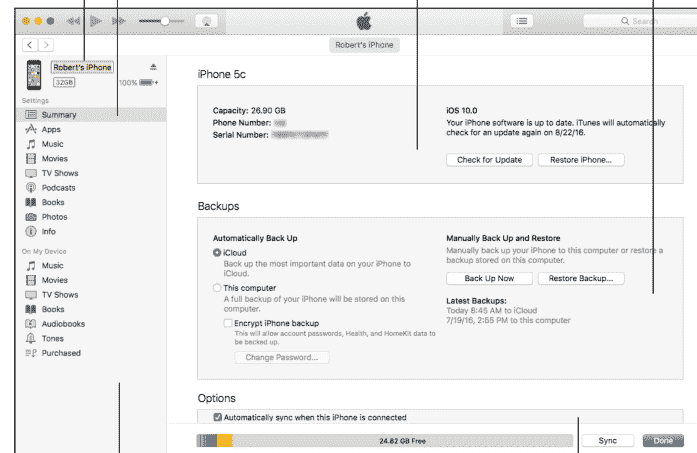 Search
Robert's iPhone
Robert's iPhone
32GB
100%
Settings
Summary
Apps
Music
Movies
TV Shows
Podcasts
Books
Photos
Info
On My Device
Music
Movies
TV Shows
Books
Audiobooks
Tones
Purchased
iPhone 5c
Capacity: 26.90 GB
Phone Number:
Serial Number:
iOS 10.0
Your iPhone software is up to date. iTunes will automatically
check for an update again on 8/22/16.
Check for Update
Restore iPhone...
Backups
Automatically Back Up
iCloud
Back up the most important data on your iPhone to
iCloud.
This computer
A full backup of your iPhone will be stored on this
computer.
Encrypt iPhone backup
This will allow account passwords, Health, and HomeKit data to
be backed up.
Change Password...
Manually Back Up and Restore
Manually back up your iPhone to this computer or restore a
backup stored on this computer.
Back Up Now
Restore Backup...
Latest Backups:
Today 8:45 AM to iCloud
7/19/16, 2:55 PM to this computer
Options
Automatically sync when this iPhone is connected
24.82 GB Free
Sync
Done